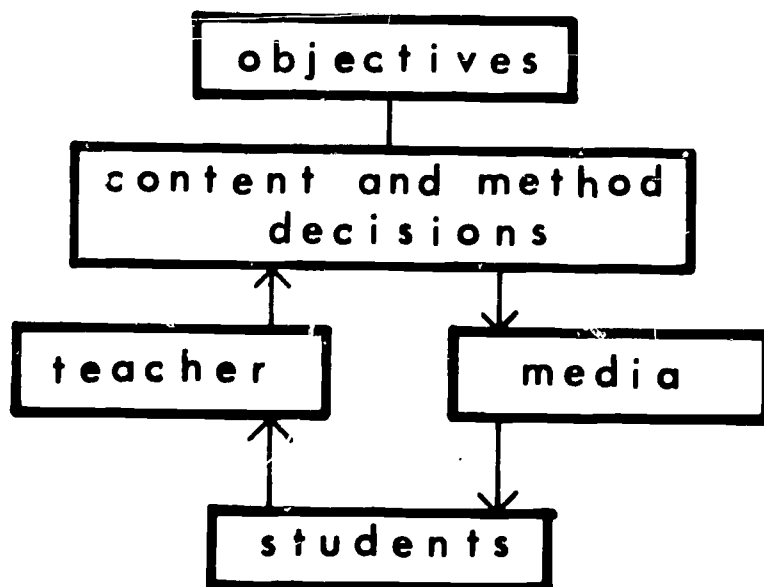 objectives
content and method
decisions
teacher
media
students